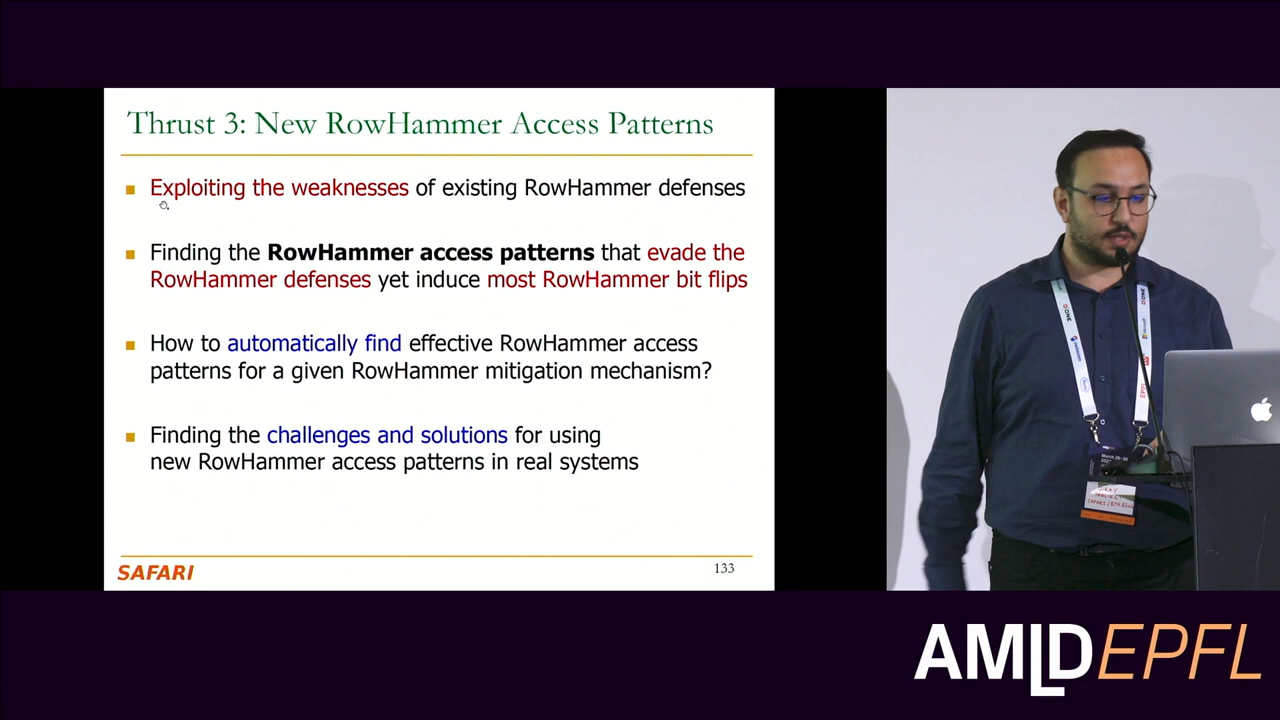 Thrust 3: New RowHammer Access Patterns
Exploiting the weaknesses of existing RowHammer defenses
Finding the RowHammer access patterns that evade the
RowHammer defenses yet induce most RowHammer bit flips
How to automatically find effective RowHammer access
patterns for a given RowHammer mitigation mechanism?
Finding the challenges and solutions for using
new RowHammer access patterns in real systems
SAFARI
133
EPFL
AMLD EPFL